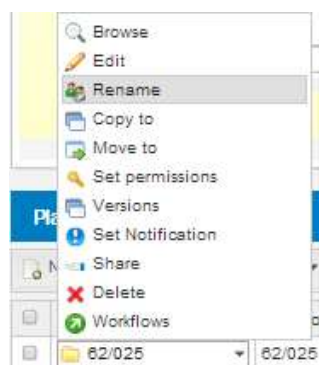 Browse
Edit
Rename
Copy to
Move to
Set permissions
Versions
Set Notification
Share
Delete
Workflows
62/025 62/025